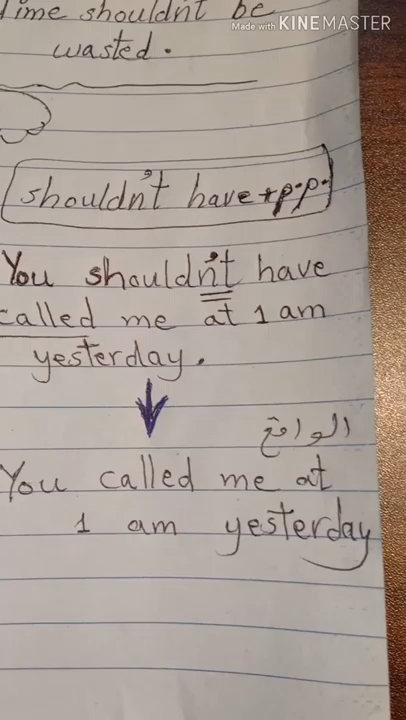 Time shouldn't be
Made with KINEMASTER
wasted.
shouldn't have + p.p.
You shouldn't have
called me at 1 am
yesterday.
الواقع
You called me at
1 am yesterday